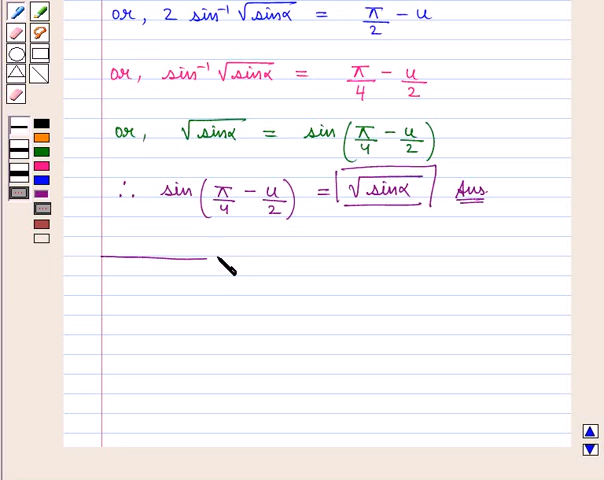 or, 2 sin⁻¹ √sinα = π/2 − u
or, sin⁻¹ √sinα = π/4 − u/2
or, √sinα = sin(π/4 − u/2)
∴ sin(π/4 − u/2) = √sinα Ans.